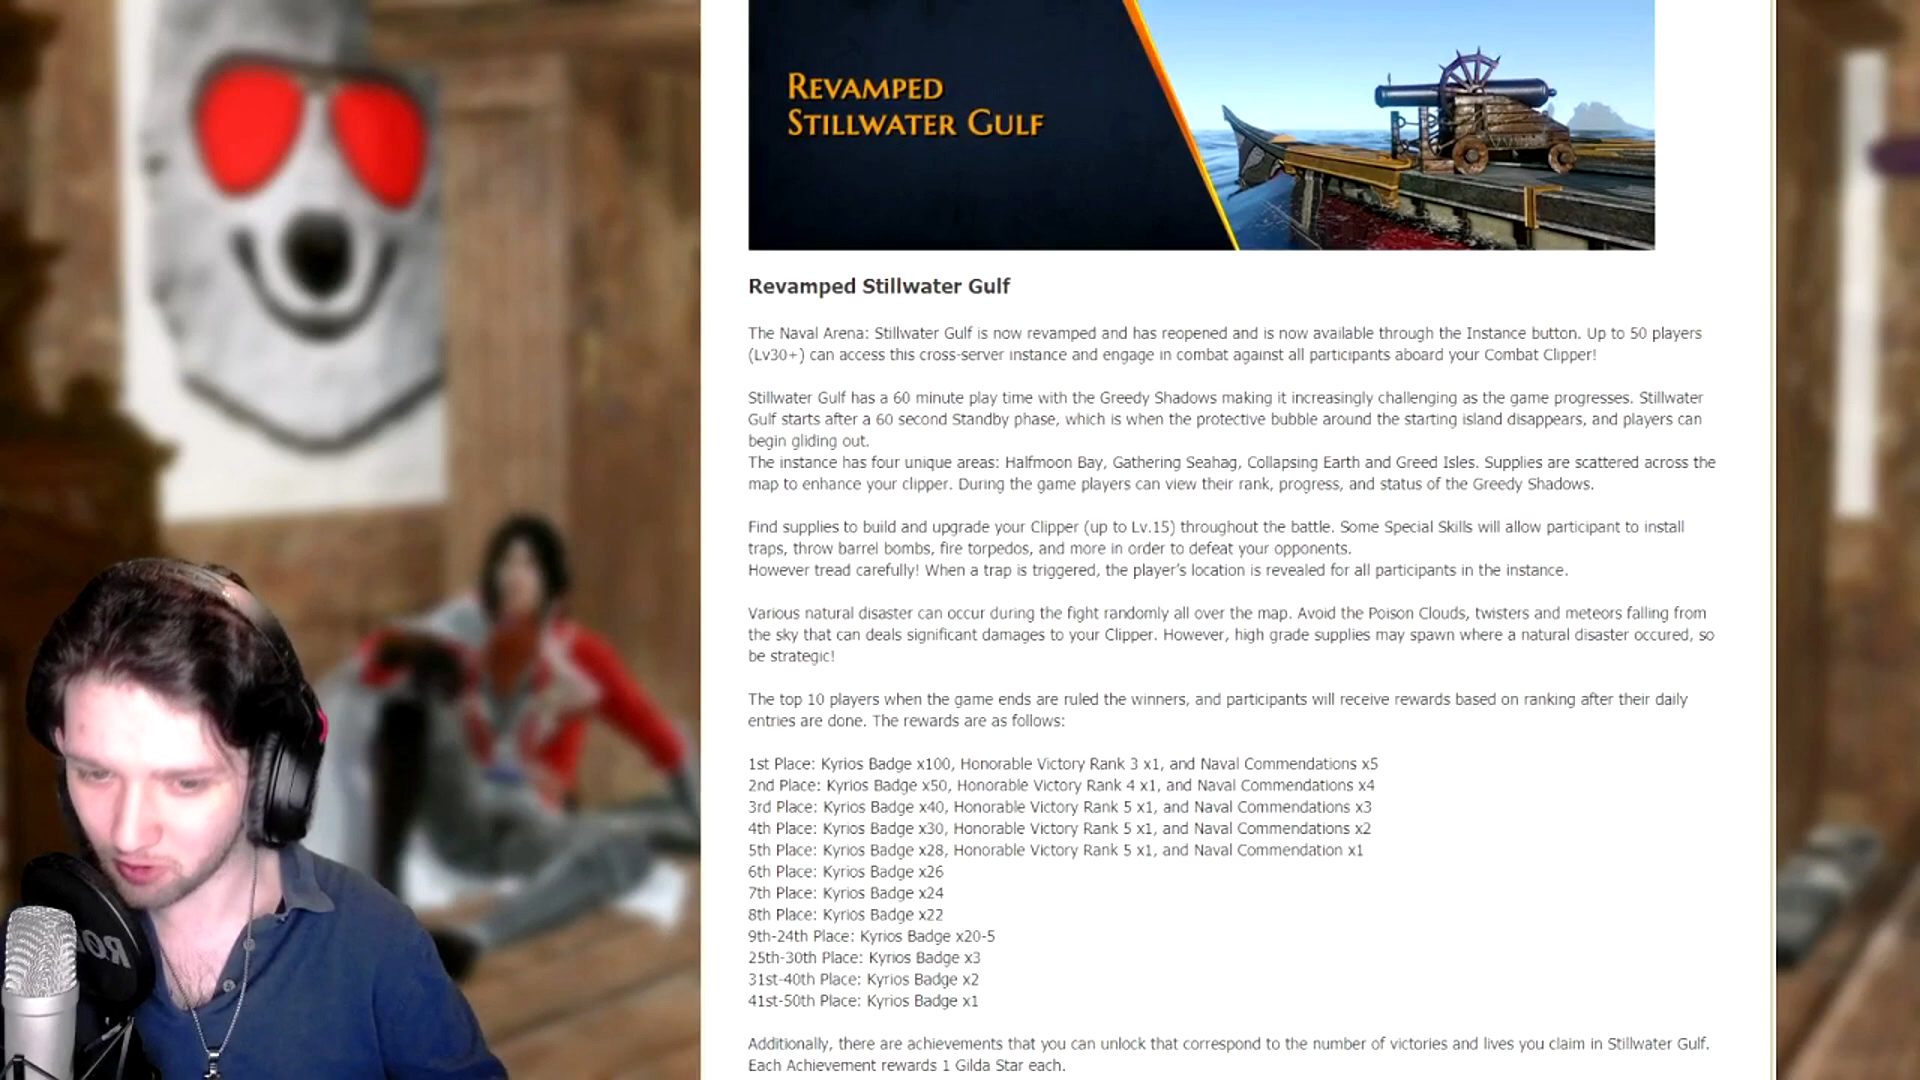 REVAMPED
STILLWATER GULF
Revamped Stillwater Gulf
The Naval Arena: Stillwater Gulf is now revamped and has reopened and is now available through the Instance button. Up to 50 players
(Lv30+) can access this cross-server instance and engage in combat against all participants aboard your Combat Clipper!
Stillwater Gulf has a 60 minute play time with the Greedy Shadows making it increasingly challenging as the game progresses. Stillwater
Gulf starts after a 60 second Standby phase, which is when the protective bubble around the starting island disappears, and players can
begin gliding out.
The instance has four unique areas: Halfmoon Bay, Gathering Seahag, Collapsing Earth and Greed Isles. Supplies are scattered across the
map to enhance your clipper. During the game players can view their rank, progress, and status of the Greedy Shadows.
Find supplies to build and upgrade your Clipper (up to Lv.15) throughout the battle. Some Special Skills will allow participant to install
traps, throw barrel bombs, fire torpedos, and more in order to defeat your opponents.
However tread carefully! When a trap is triggered, the player's location is revealed for all participants in the instance.
Various natural disaster can occur during the fight randomly all over the map. Avoid the Poison Clouds, twisters and meteors falling from
the sky that can deals significant damages to your Clipper. However, high grade supplies may spawn where a natural disaster occured, so
be strategic!
The top 10 players when the game ends are ruled the winners, and participants will receive rewards based on ranking after their daily
entries are done. The rewards are as follows:
1st Place: Kyrios Badge x100, Honorable Victory Rank 3 x1, and Naval Commendations x5
2nd Place: Kyrios Badge x50, Honorable Victory Rank 4 x1, and Naval Commendations x4
3rd Place: Kyrios Badge x40, Honorable Victory Rank 5 x1, and Naval Commendations x3
4th Place: Kyrios Badge x30, Honorable Victory Rank 5 x1, and Naval Commendations x2
5th Place: Kyrios Badge x28, Honorable Victory Rank 5 x1, and Naval Commendation x1
6th Place: Kyrios Badge x26
7th Place: Kyrios Badge x24
8th Place: Kyrios Badge x22
9th-24th Place: Kyrios Badge x20-5
25th-30th Place: Kyrios Badge x3
31st-40th Place: Kyrios Badge x2
41st-50th Place: Kyrios Badge x1
Additionally, there are achievements that you can unlock that correspond to the number of victories and lives you claim in Stillwater Gulf.
Each Achievement rewards 1 Gilda Star each.